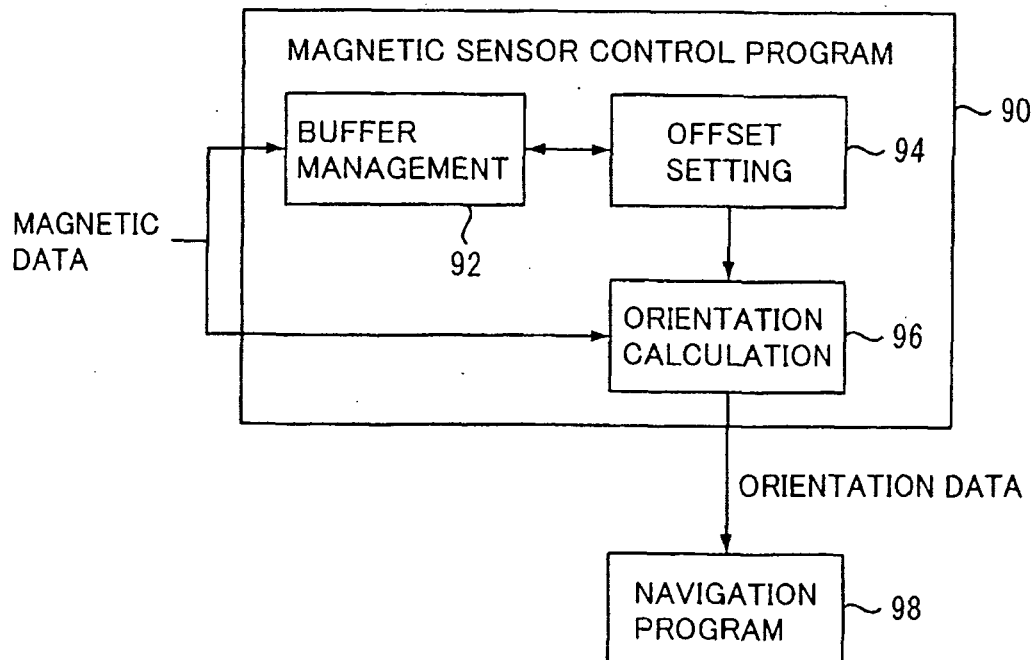 MAGNETIC SENSOR CONTROL PROGRAM
90
BUFFER
MANAGEMENT
92
OFFSET
SETTING
94
MAGNETIC
DATA
ORIENTATION
CALCULATION
96
ORIENTATION DATA
NAVIGATION
PROGRAM
98